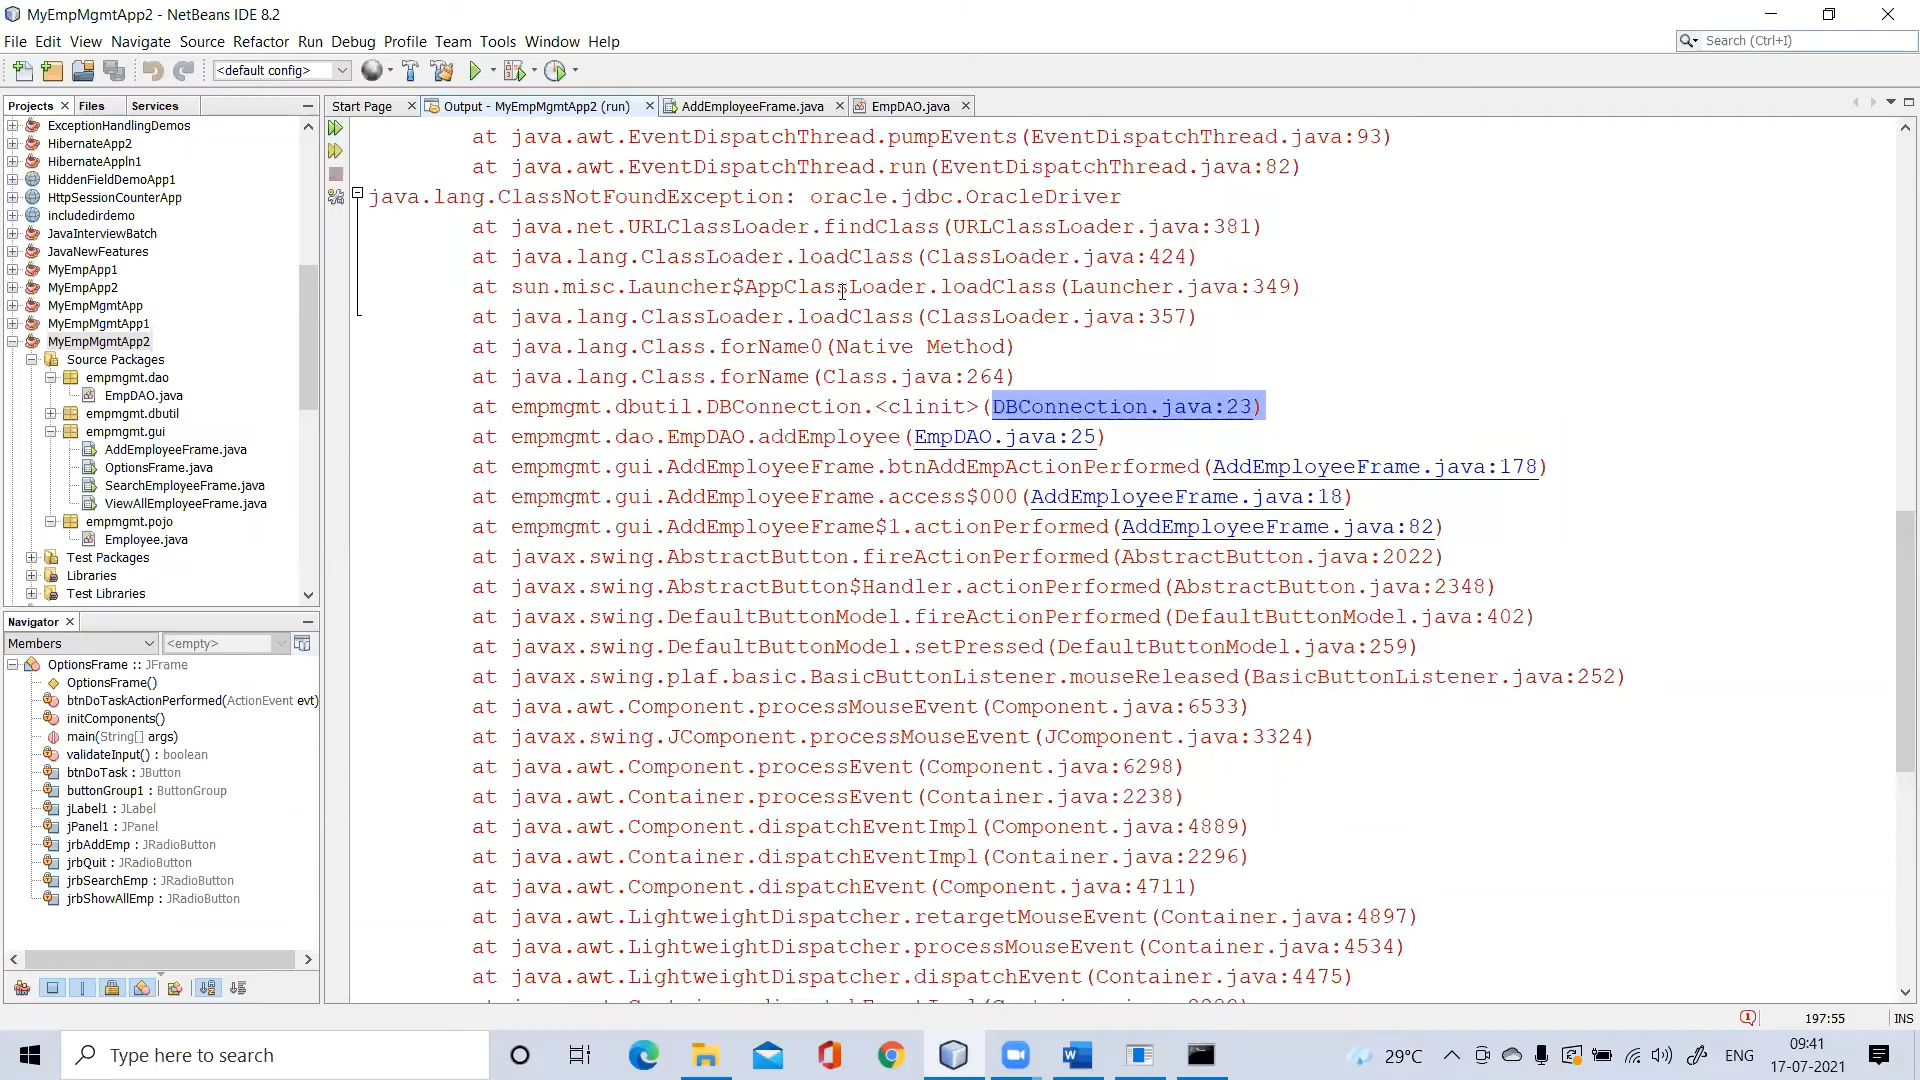 MyEmpMgmtApp2 - NetBeans IDE 8.2
File Edit View Navigate Source Refactor Run Debug Profile Team Tools Window Help
Search (Ctrl+I)
<default config>
Projects Files Services
Start Page Output - MyEmpMgmtApp2 (run) AddEmployeeFrame.java EmpDAO.java
ExceptionHandlingDemos
HibernateApp2
HibernateAppln1
HiddenFieldDemoApp1
HttpSessionCounterApp
includedirdemo
JavaInterviewBatch
JavaNewFeatures
MyEmpApp1
MyEmpApp2
MyEmpMgmtApp
MyEmpMgmtApp1
MyEmpMgmtApp2
Source Packages
empmgmt.dao
EmpDAO.java
empmgmt.dbutil
empmgmt.gui
AddEmployeeFrame.java
OptionsFrame.java
SearchEmployeeFrame.java
ViewAllEmployeeFrame.java
empmgmt.pojo
Employee.java
Test Packages
Libraries
Test Libraries
Navigator
Members <empty>
OptionsFrame :: JFrame
OptionsFrame()
btnDoTaskActionPerformed(ActionEvent evt)
initComponents()
main(String[] args)
validateInput() : boolean
btnDoTask : JButton
buttonGroup1 : ButtonGroup
jLabel1 : JLabel
jPanel1 : JPanel
jrbAddEmp : JRadioButton
jrbQuit : JRadioButton
jrbSearchEmp : JRadioButton
jrbShowAllEmp : JRadioButton
at java.awt.EventDispatchThread.pumpEvents(EventDispatchThread.java:93)
at java.awt.EventDispatchThread.run(EventDispatchThread.java:82)
java.lang.ClassNotFoundException: oracle.jdbc.OracleDriver
at java.net.URLClassLoader.findClass(URLClassLoader.java:381)
at java.lang.ClassLoader.loadClass(ClassLoader.java:424)
at sun.misc.Launcher$AppClassLoader.loadClass(Launcher.java:349)
at java.lang.ClassLoader.loadClass(ClassLoader.java:357)
at java.lang.Class.forName0(Native Method)
at java.lang.Class.forName(Class.java:264)
at empmgmt.dbutil.DBConnection.<clinit>(DBConnection.java:23)
at empmgmt.dao.EmpDAO.addEmployee(EmpDAO.java:25)
at empmgmt.gui.AddEmployeeFrame.btnAddEmpActionPerformed(AddEmployeeFrame.java:178)
at empmgmt.gui.AddEmployeeFrame.access$000(AddEmployeeFrame.java:18)
at empmgmt.gui.AddEmployeeFrame$1.actionPerformed(AddEmployeeFrame.java:82)
at javax.swing.AbstractButton.fireActionPerformed(AbstractButton.java:2022)
at javax.swing.AbstractButton$Handler.actionPerformed(AbstractButton.java:2348)
at javax.swing.DefaultButtonModel.fireActionPerformed(DefaultButtonModel.java:402)
at javax.swing.DefaultButtonModel.setPressed(DefaultButtonModel.java:259)
at javax.swing.plaf.basic.BasicButtonListener.mouseReleased(BasicButtonListener.java:252)
at java.awt.Component.processMouseEvent(Component.java:6533)
at javax.swing.JComponent.processMouseEvent(JComponent.java:3324)
at java.awt.Component.processEvent(Component.java:6298)
at java.awt.Container.processEvent(Container.java:2238)
at java.awt.Component.dispatchEventImpl(Component.java:4889)
at java.awt.Container.dispatchEventImpl(Container.java:2296)
at java.awt.Component.dispatchEvent(Component.java:4711)
at java.awt.LightweightDispatcher.retargetMouseEvent(Container.java:4897)
at java.awt.LightweightDispatcher.processMouseEvent(Container.java:4534)
at java.awt.LightweightDispatcher.dispatchEvent(Container.java:4475)
197:55 INS
Type here to search
29°C
ENG
09:41
17-07-2021